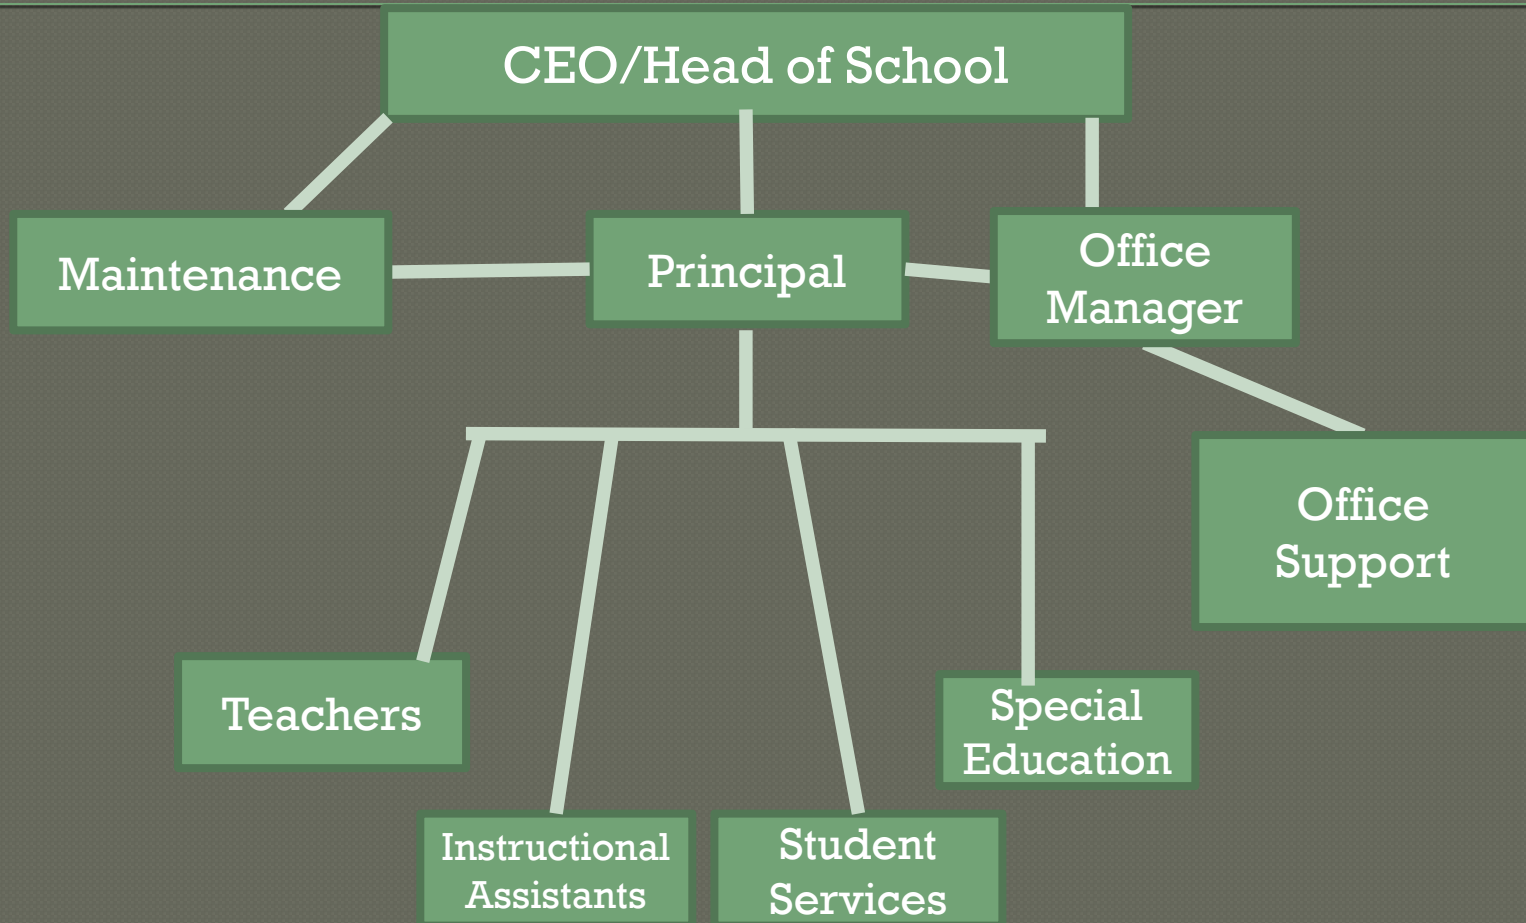 CEO/Head of School
Maintenance
Principal
Office
Manager
Office
Support
Teachers
Special
Education
Instructional
Assistants
Student
Services